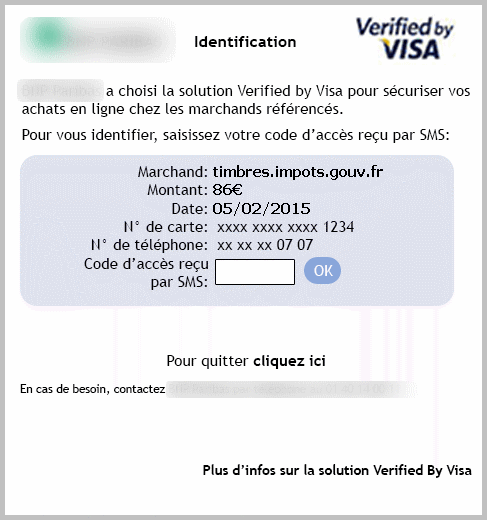 Identification
Verified by
VISA
a choisi la solution Verified by Visa pour sécuriser vos
achats en ligne chez les marchands référencés.
Pour vous identifier, saisissez votre code d’accès reçu par SMS:
Marchand: timbres.impots.gouv.fr
Montant: 86€
Date: 05/02/2015
N° de carte: xxxx xxxx xxxx 1234
N° de téléphone: xx xx xx 07 07
Code d’accès reçu
par SMS:
OK
Pour quitter cliquez ici
En cas de besoin, contactez
Plus d’infos sur la solution Verified By Visa